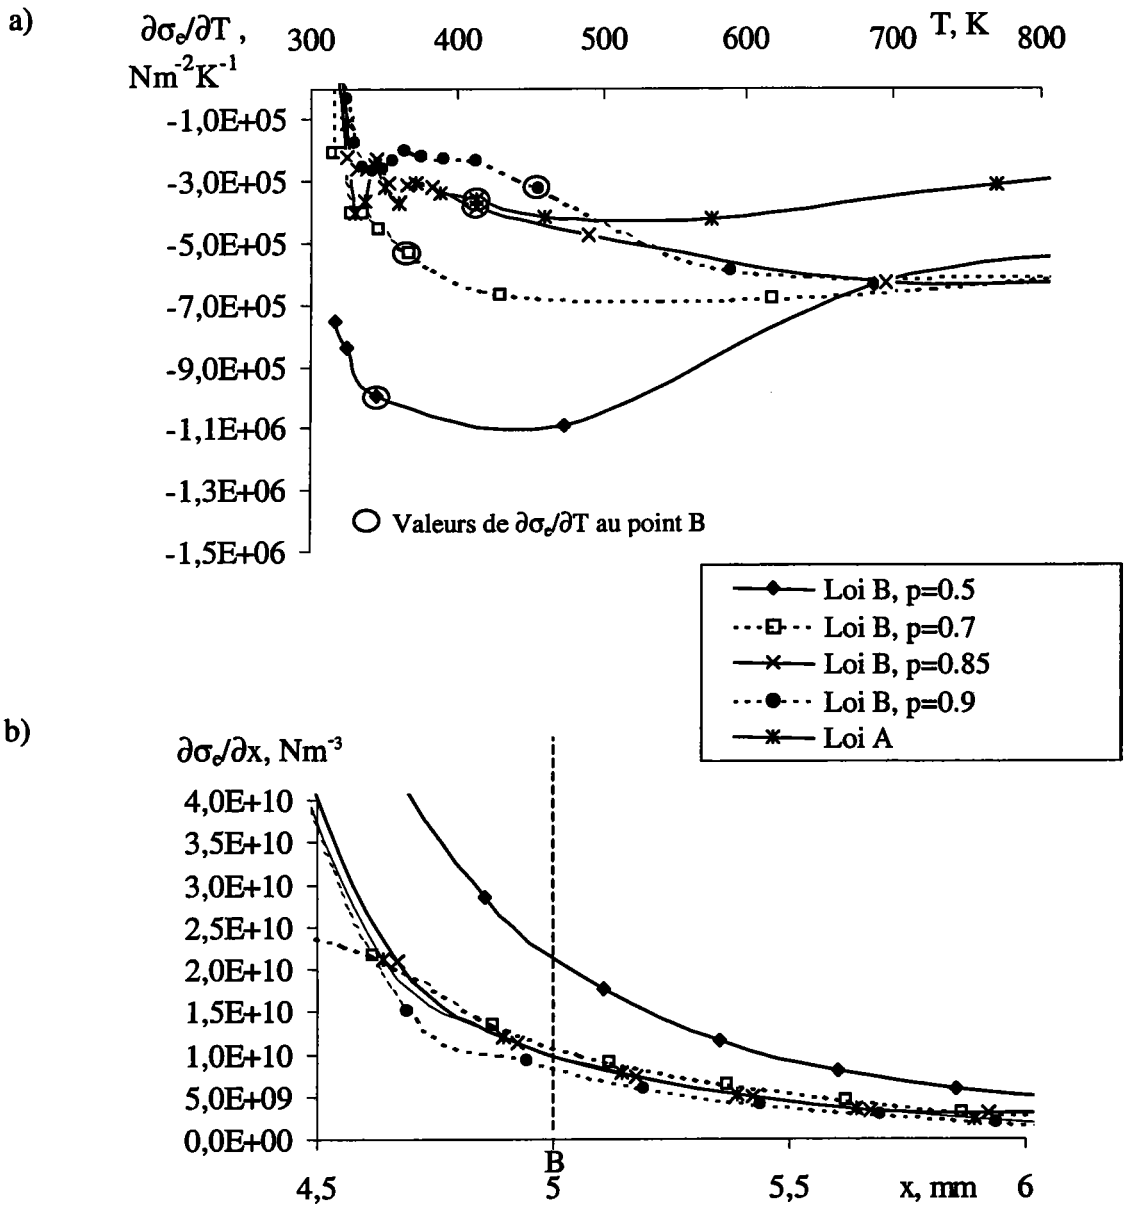 a)
∂σₑ/∂T ,
Nm⁻²K⁻¹
300 400 500 600 700 T, K 800
-1,0E+05
-3,0E+05
-5,0E+05
-7,0E+05
-9,0E+05
-1,1E+06
-1,3E+06
-1,5E+06
Valeurs de ∂σₑ/∂T au point B
Loi B, p=0.5
Loi B, p=0.7
Loi B, p=0.85
Loi B, p=0.9
Loi A
b)
∂σₑ/∂x, Nm⁻³
4,0E+10
3,5E+10
3,0E+10
2,5E+10
2,0E+10
1,5E+10
1,0E+10
5,0E+09
0,0E+00
B
4,5 5 5,5 x, mm 6